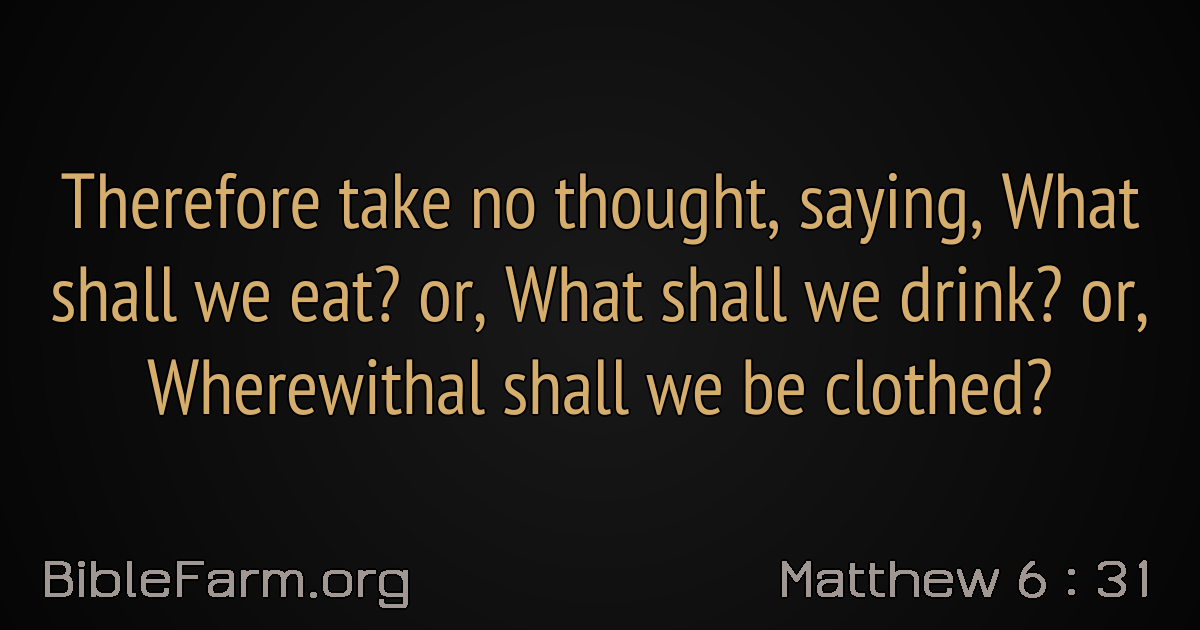 Therefore take no thought, saying, What
shall we eat? or, What shall we drink? or,
Wherewithal shall we be clothed?
BibleFarm.org
Matthew 6 : 31